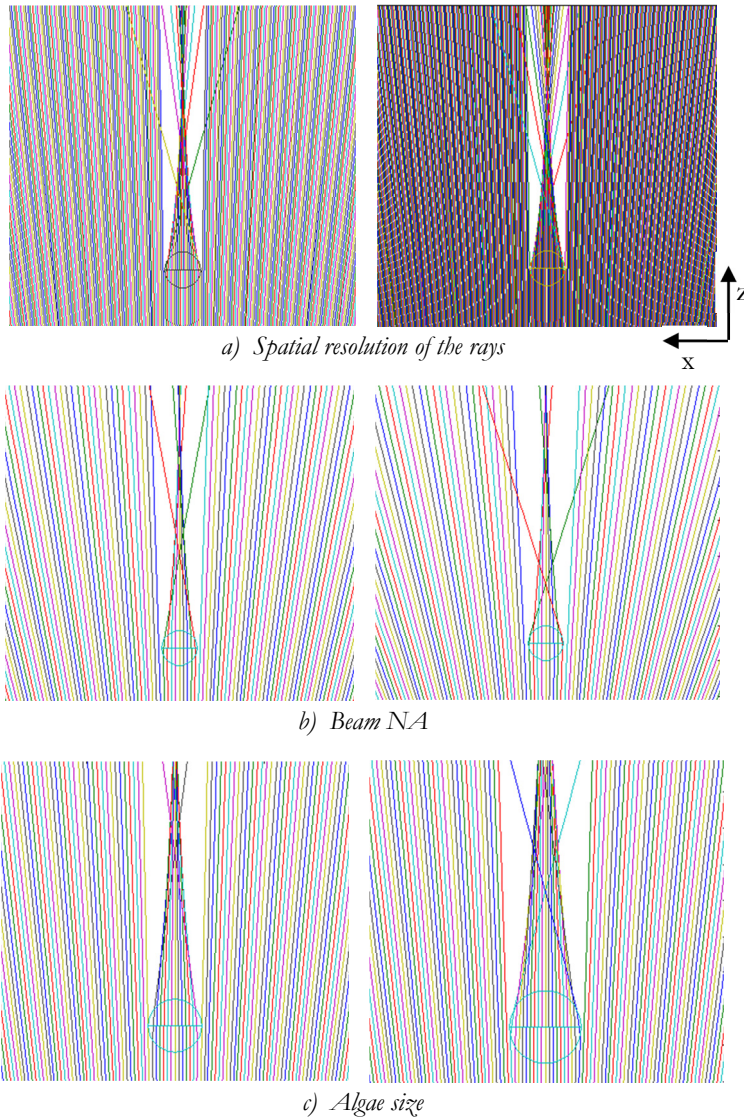 z
x
a) Spatial resolution of the rays
b) Beam NA
c) Algae size